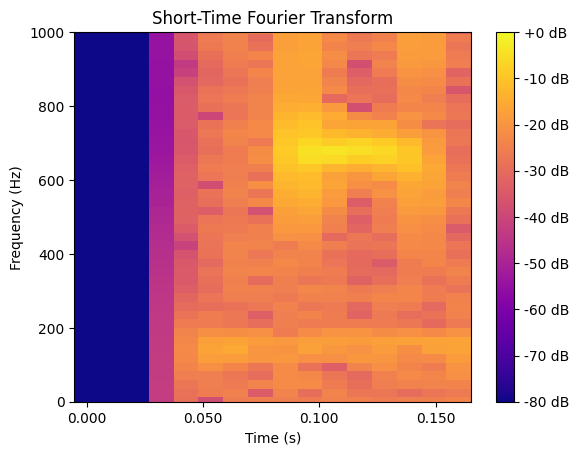 Short-Time Fourier Transform
1000
800
600
400
200
0
Frequency (Hz)
0.000
0.050
0.100
0.150
Time (s)
+0 dB
-10 dB
-20 dB
-30 dB
-40 dB
-50 dB
-60 dB
-70 dB
-80 dB